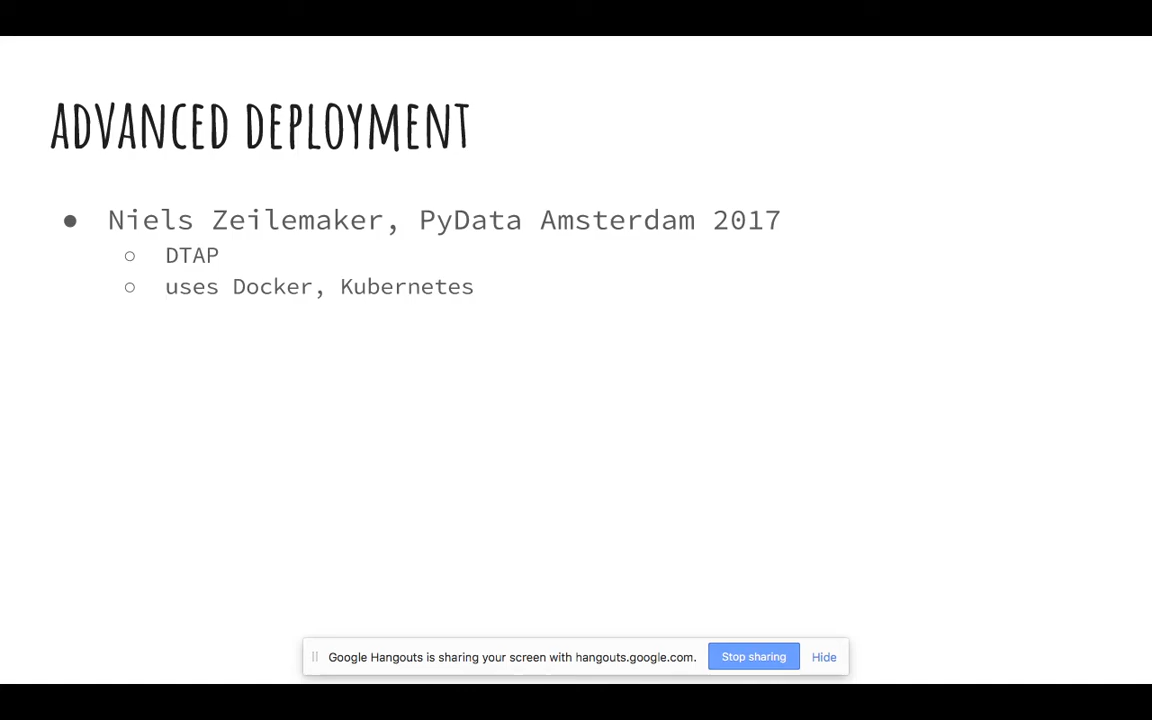 ADVANCED DEPLOYMENT
● Niels Zeilemaker, PyData Amsterdam 2017
○ DTAP
○ uses Docker, Kubernetes
Google Hangouts is sharing your screen with hangouts.google.com. Stop sharing Hide